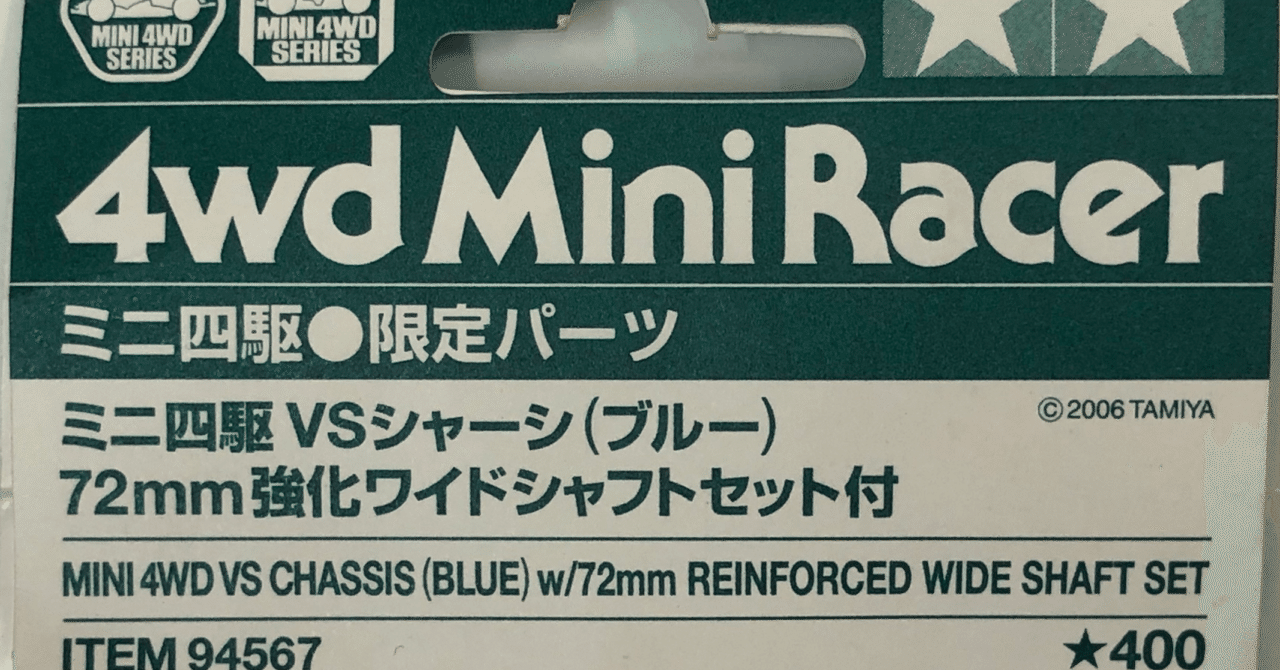 MINI 4WD
SERIES
MINI 4WD
SERIES
4wd Mini Racer
ミニ四駆●限定パーツ
©2006 TAMIYA
ミニ四駆 VSシャーシ(ブルー)
72mm強化ワイドシャフトセット付
MINI 4WD VS CHASSIS (BLUE) w/72mm REINFORCED WIDE SHAFT SET
ITEM 94567
★400